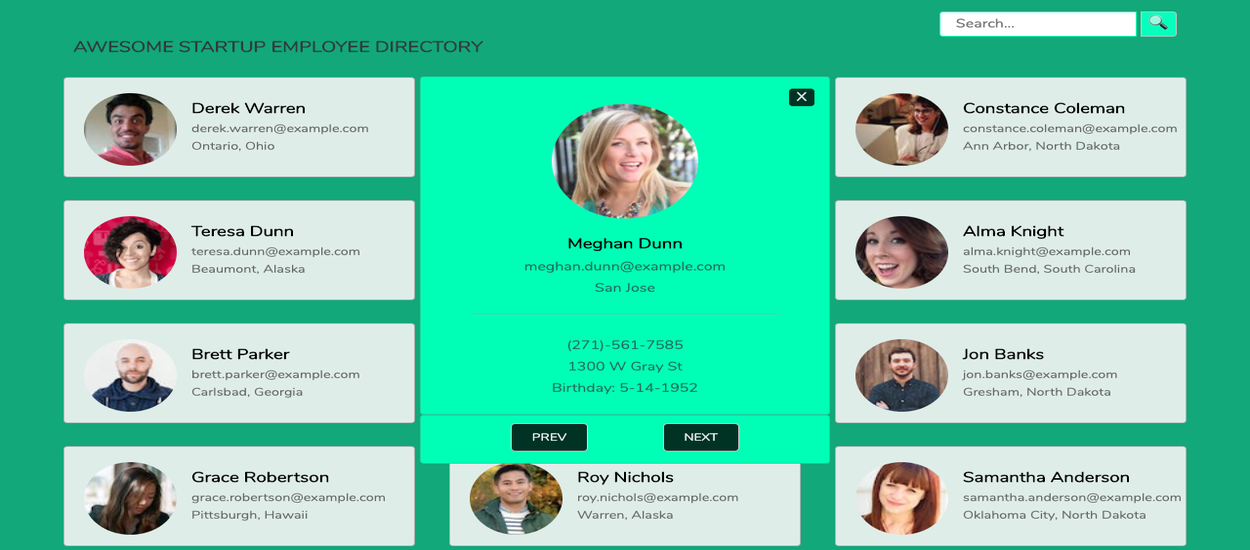 Search...
AWESOME STARTUP EMPLOYEE DIRECTORY
Derek Warren
derek.warren@example.com
Ontario, Ohio
Meghan Dunn
meghan.dunn@example.com
San Jose
(271)-561-7585
1300 W Gray St
Birthday: 5-14-1952
PREV
NEXT
Constance Coleman
constance.coleman@example.com
Ann Arbor, North Dakota
Teresa Dunn
teresa.dunn@example.com
Beaumont, Alaska
Alma Knight
alma.knight@example.com
South Bend, South Carolina
Brett Parker
brett.parker@example.com
Carlsbad, Georgia
Jon Banks
jon.banks@example.com
Gresham, North Dakota
Grace Robertson
grace.robertson@example.com
Pittsburgh, Hawaii
Roy Nichols
roy.nichols@example.com
Warren, Alaska
Samantha Anderson
samantha.anderson@example.com
Oklahoma City, North Dakota